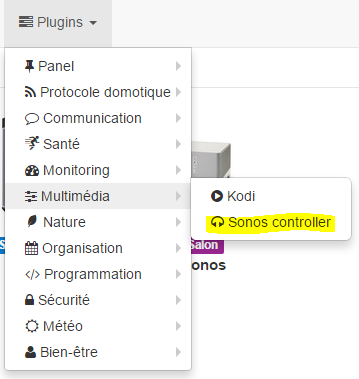 Plugins
Panel
Protocole domotique
Communication
Santé
Monitoring
Multimédia
Kodi
Nature
Sonos controller
Salon
Organisation
onos
Programmation
Sécurité
Météo
Bien-être